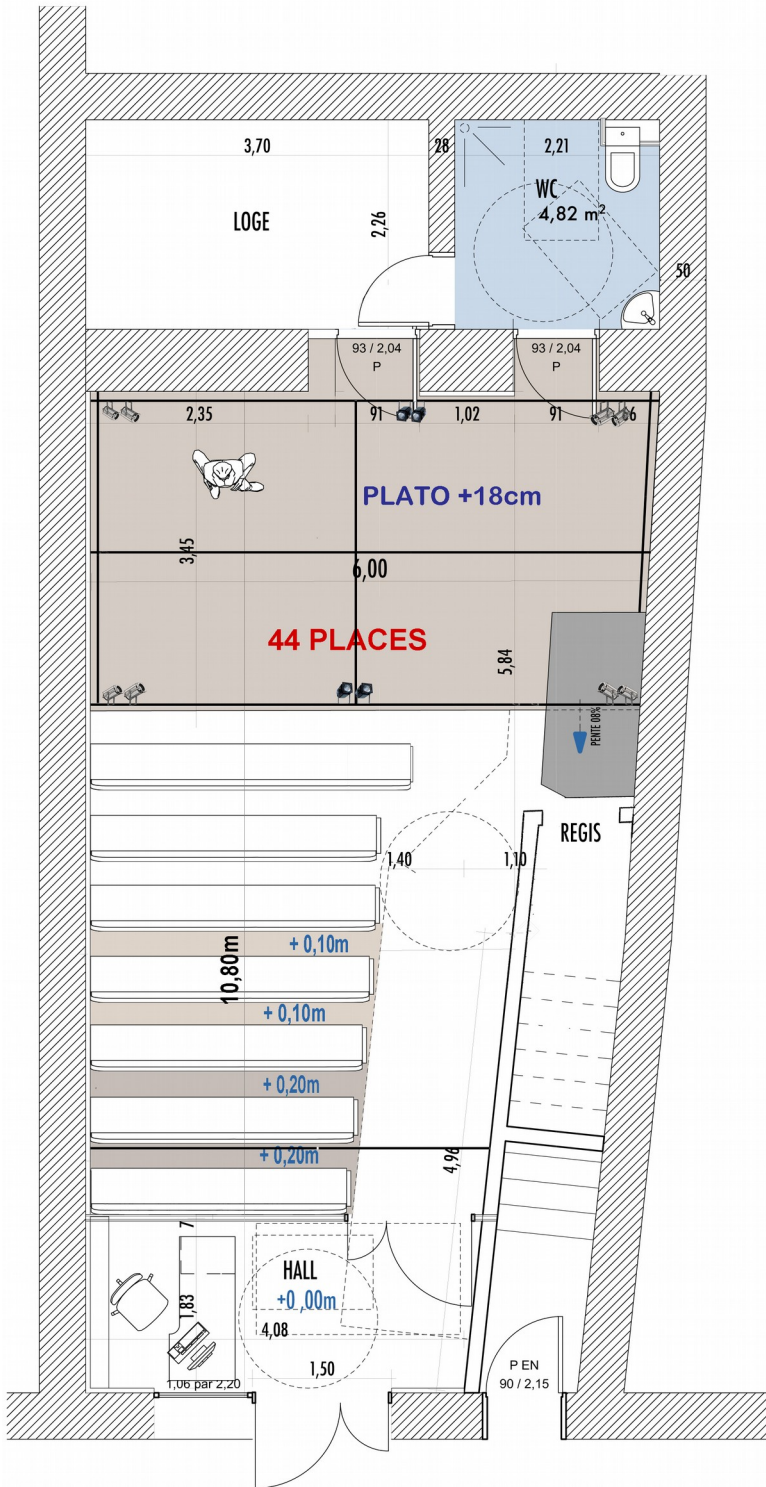 3,70
28
2,21
WC
4,82 m²
LOGE
2,26
50
93 / 2,04
P
93 / 2,04
P
2,35
91
1,02
91
6
PLATO +18cm
3,45
6,00
44 PLACES
5,84
PENTE 08%
REGIS
1,40
1,10
+ 0,10m
10,80m
+ 0,10m
+ 0,20m
+ 0,20m
4,96
7
HALL
+0 ,00m
1,83
4,08
1,50
1,06 par 2,20
P EN
90 / 2,15